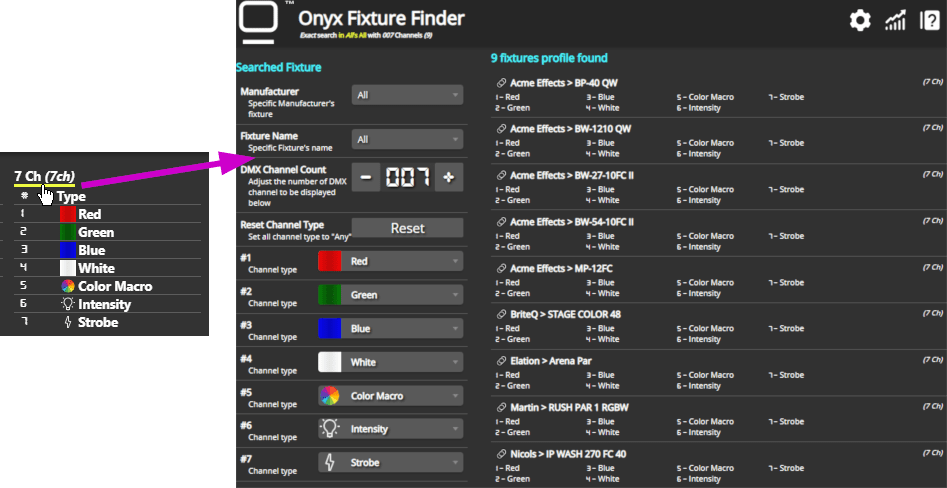 7 Ch (7ch)
# Type
1 Red
2 Green
3 Blue
4 White
5 Color Macro
6 Intensity
7 Strobe
™
Onyx Fixture Finder
Exact search in All's All with 007 Channels (9)
Searched Fixture
Manufacturer
Specific Manufacturer's
fixture
All
Fixture Name
Specific Fixture's name
All
DMX Channel Count
Adjust the number of DMX
channel to be displayed
below
- 007 +
Reset Channel Type
Set all channel type to "Any"
Reset
#1
Channel type
Red
#2
Channel type
Green
#3
Channel type
Blue
#4
Channel type
White
#5
Channel type
Color Macro
#6
Channel type
Intensity
#7
Channel type
Strobe
9 fixtures profile found
Acme Effects > BP-40 QW (7 Ch)
1 - Red 3 - Blue 5 - Color Macro 7 - Strobe
2 - Green 4 - White 6 - Intensity
Acme Effects > BW-1210 QW (7 Ch)
1 - Red 3 - Blue 5 - Color Macro 7 - Strobe
2 - Green 4 - White 6 - Intensity
Acme Effects > BW-27-10FC II (7 Ch)
1 - Red 3 - Blue 5 - Color Macro 7 - Strobe
2 - Green 4 - White 6 - Intensity
Acme Effects > BW-54-10FC II (7 Ch)
1 - Red 3 - Blue 5 - Color Macro 7 - Strobe
2 - Green 4 - White 6 - Intensity
Acme Effects > MP-12FC (7 Ch)
1 - Red 3 - Blue 5 - Color Macro 7 - Strobe
2 - Green 4 - White 6 - Intensity
BriteQ > STAGE COLOR 48 (7 Ch)
1 - Red 3 - Blue 5 - Color Macro 7 - Strobe
2 - Green 4 - White 6 - Intensity
Elation > Arena Par (7 Ch)
1 - Red 3 - Blue 5 - Color Macro 7 - Strobe
2 - Green 4 - White 6 - Intensity
Martin > RUSH PAR 1 RGBW (7 Ch)
1 - Red 3 - Blue 5 - Color Macro 7 - Strobe
2 - Green 4 - White 6 - Intensity
Nicols > IP WASH 270 FC 40 (7 Ch)
1 - Red 3 - Blue 5 - Color Macro 7 - Strobe
2 - Green 4 - White 6 - Intensity